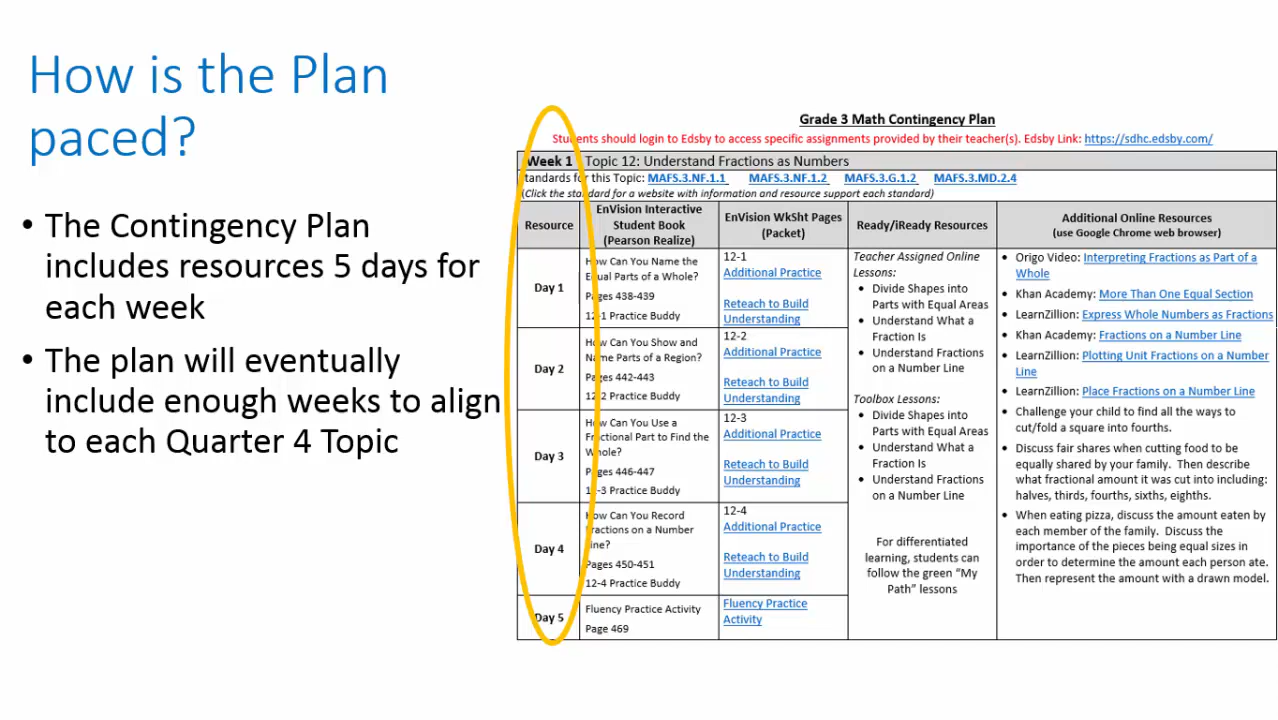 How is the Plan
paced?
• The Contingency Plan
includes resources 5 days for
each week
• The plan will eventually
include enough weeks to align
to each Quarter 4 Topic
Grade 3 Math Contingency Plan
Students should login to Edsby to access specific assignments provided by their teacher(s). Edsby Link: https://sdhc.edsby.com/
Week 1 Topic 12: Understand Fractions as Numbers
tandards for this Topic: MAFS.3.NF.1.1 MAFS.3.NF.1.2 MAFS.3.G.1.2 MAFS.3.MD.2.4
(Click the standard for a website with information and resource support each standard)
Resource
EnVision Interactive
Student Book
(Pearson Realize)
EnVision WkSht Pages
(Packet)
Ready/iReady Resources
Additional Online Resources
(use Google Chrome web browser)
Day 1
How Can You Name the
Equal Parts of a Whole?
Pages 438-439
12-1 Practice Buddy
12-1
Additional Practice
Reteach to Build
Understanding
Day 2
How Can You Show and
Name Parts of a Region?
Pages 442-443
12-2 Practice Buddy
12-2
Additional Practice
Reteach to Build
Understanding
Day 3
How Can You Use a
Fractional Part to Find the
Whole?
Pages 446-447
12-3 Practice Buddy
12-3
Additional Practice
Reteach to Build
Understanding
Day 4
How Can You Record
Fractions on a Number
Line?
Pages 450-451
12-4 Practice Buddy
12-4
Additional Practice
Reteach to Build
Understanding
Day 5
Fluency Practice Activity
Page 469
Fluency Practice
Activity
Teacher Assigned Online
Lessons:
• Divide Shapes into
Parts with Equal Areas
• Understand What a
Fraction Is
• Understand Fractions
on a Number Line
Toolbox Lessons:
• Divide Shapes into
Parts with Equal Areas
• Understand What a
Fraction Is
• Understand Fractions
on a Number Line
For differentiated
learning, students can
follow the green “My
Path” lessons
• Origo Video: Interpreting Fractions as Part of a
Whole
• Khan Academy: More Than One Equal Section
• LearnZillion: Express Whole Numbers as Fractions
• Khan Academy: Fractions on a Number Line
• LearnZillion: Plotting Unit Fractions on a Number
Line
• LearnZillion: Place Fractions on a Number Line
• Challenge your child to find all the ways to
cut/fold a square into fourths.
• Discuss fair shares when cutting food to be
equally shared by your family. Then describe
what fractional amount it was cut into including:
halves, thirds, fourths, sixths, eighths.
• When eating pizza, discuss the amount eaten by
each member of the family. Discuss the
importance of the pieces being equal sizes in
order to determine the amount each person ate.
Then represent the amount with a drawn model.